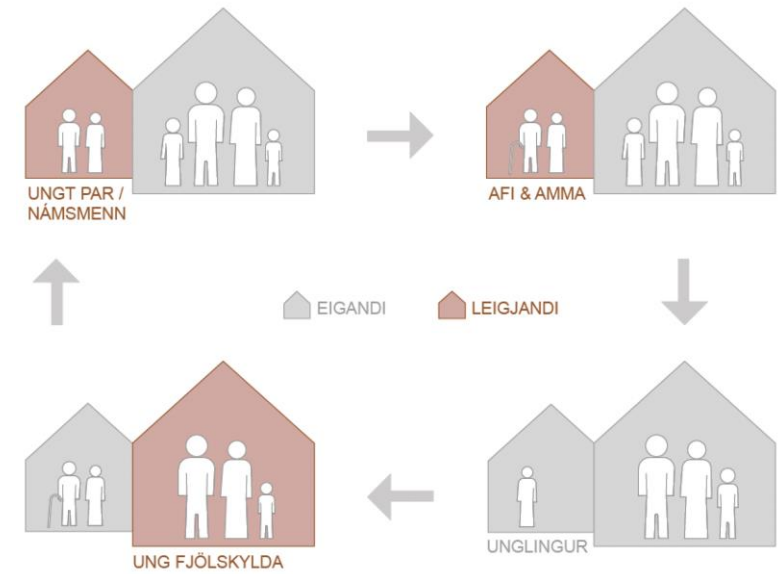 UNGT PAR /
NÁMSMENN
AFI & AMMA
EIGANDI
LEIGJANDI
UNG FJÖLSKYLDA
UNGLINGUR